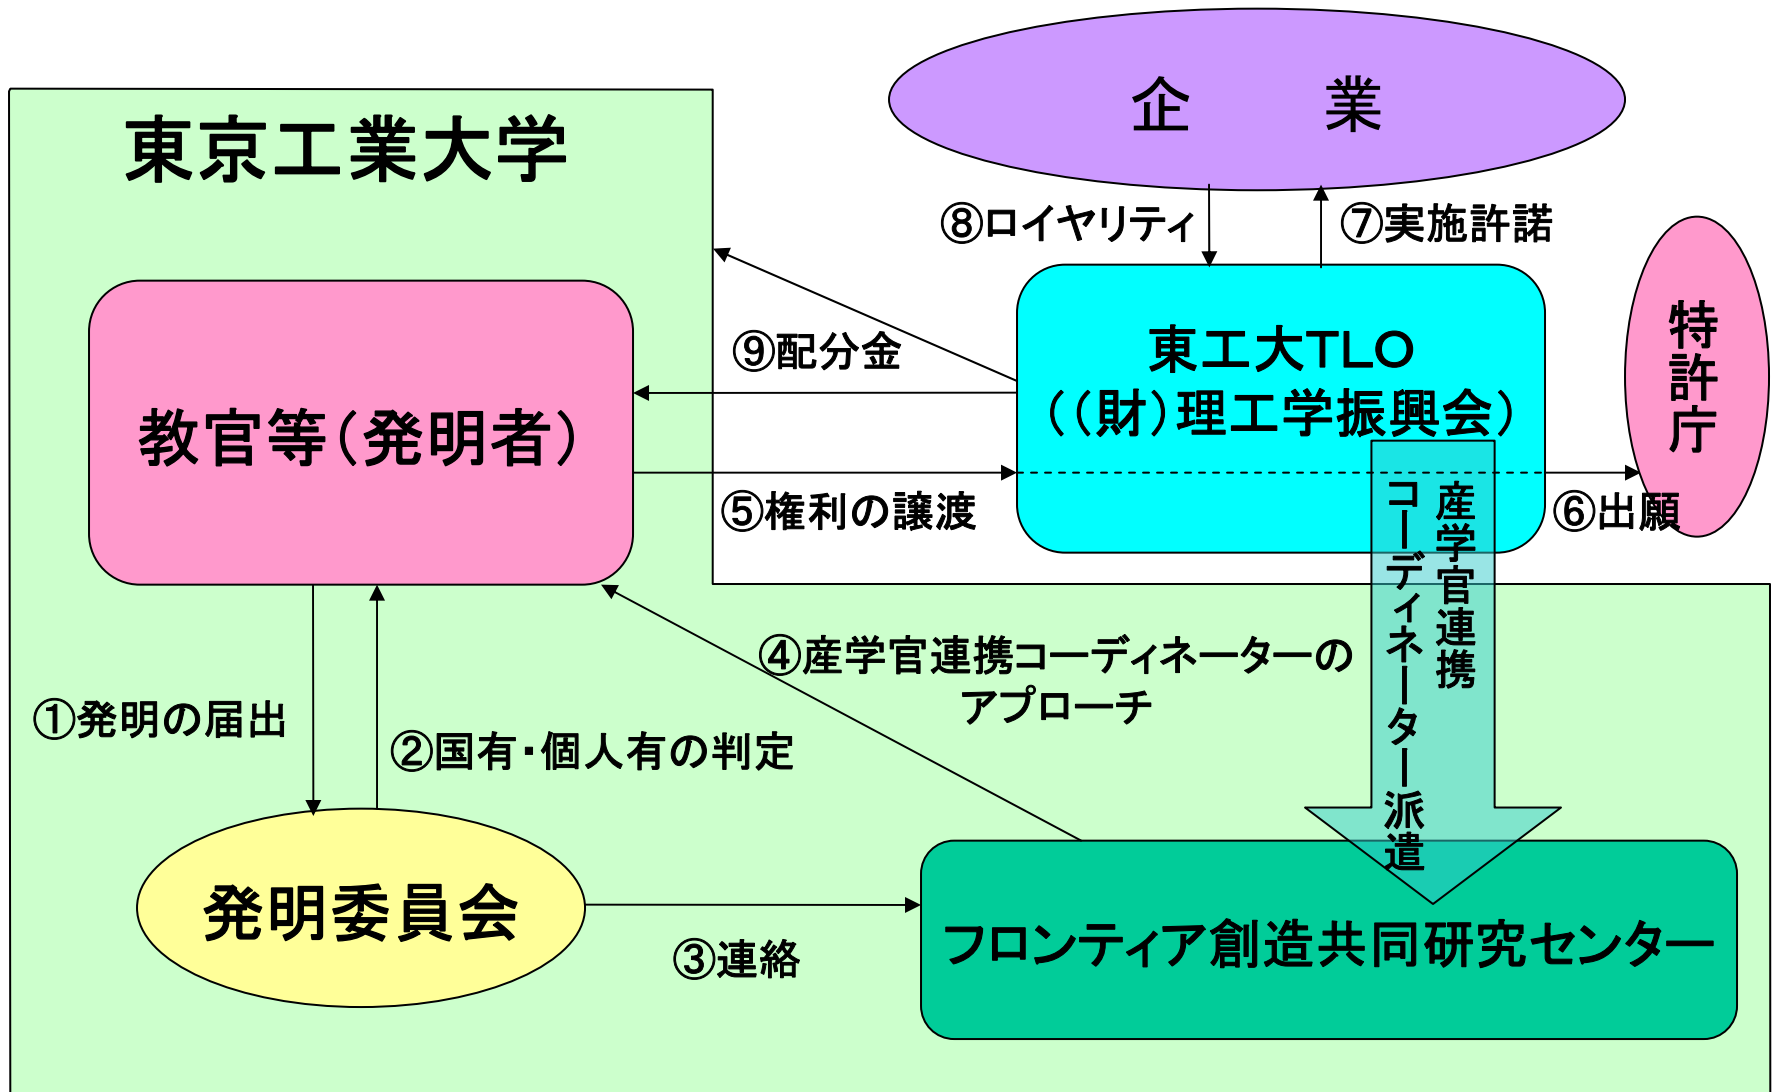 企　業
東京工業大学
⑧ロイヤリティ
⑦実施許諾
特許庁
東工大TLO
（（財）理工学振興会）
⑨配分金
教官等（発明者）
⑤権利の譲渡
⑥出願
産学官連携
コーディネーター派遣
④産学官連携コーディネーターの
アプローチ
①発明の届出
②国有・個人有の判定
発明委員会
③連絡
フロンティア創造共同研究センター